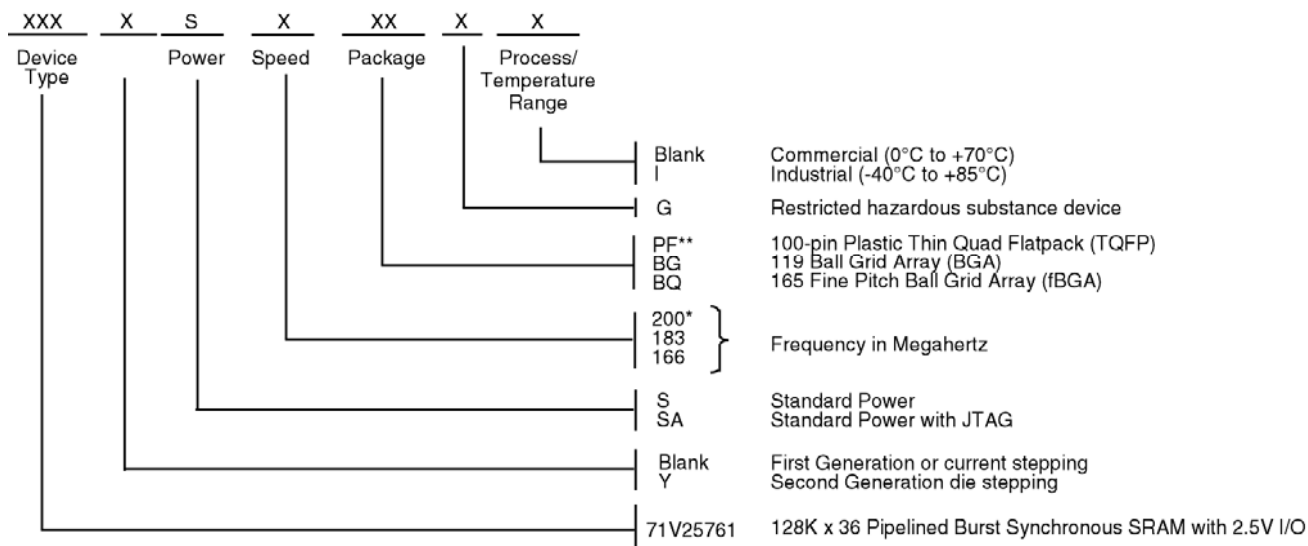 XXX X S X XX X X
Device Type Power Speed Package Process/ Temperature Range
Blank Commercial (0°C to +70°C)
I Industrial (-40°C to +85°C)
G Restricted hazardous substance device
PF** 100-pin Plastic Thin Quad Flatpack (TQFP)
BG 119 Ball Grid Array (BGA)
BQ 165 Fine Pitch Ball Grid Array (fBGA)
200*
183
166
Frequency in Megahertz
S Standard Power
SA Standard Power with JTAG
Blank First Generation or current stepping
Y Second Generation die stepping
71V25761 128K x 36 Pipelined Burst Synchronous SRAM with 2.5V I/O